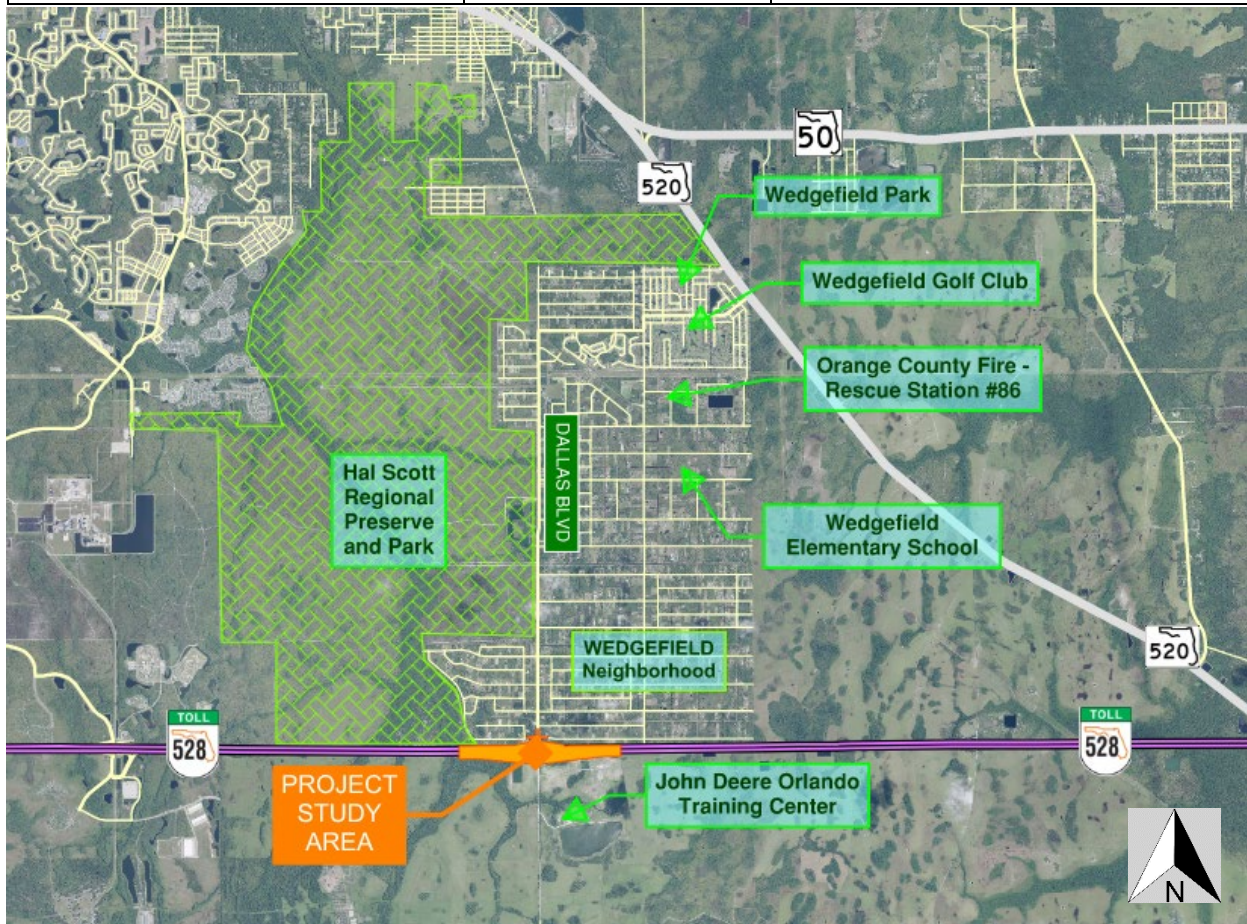 50
520
Wedgefield Park
Wedgefield Golf Club
Orange County Fire -
Rescue Station #86
DALLAS BLVD
Hal Scott
Regional
Preserve
and Park
Wedgefield
Elementary School
WEDGEFIELD
Neighborhood
520
TOLL
528
TOLL
528
PROJECT
STUDY
AREA
John Deere Orlando
Training Center
N